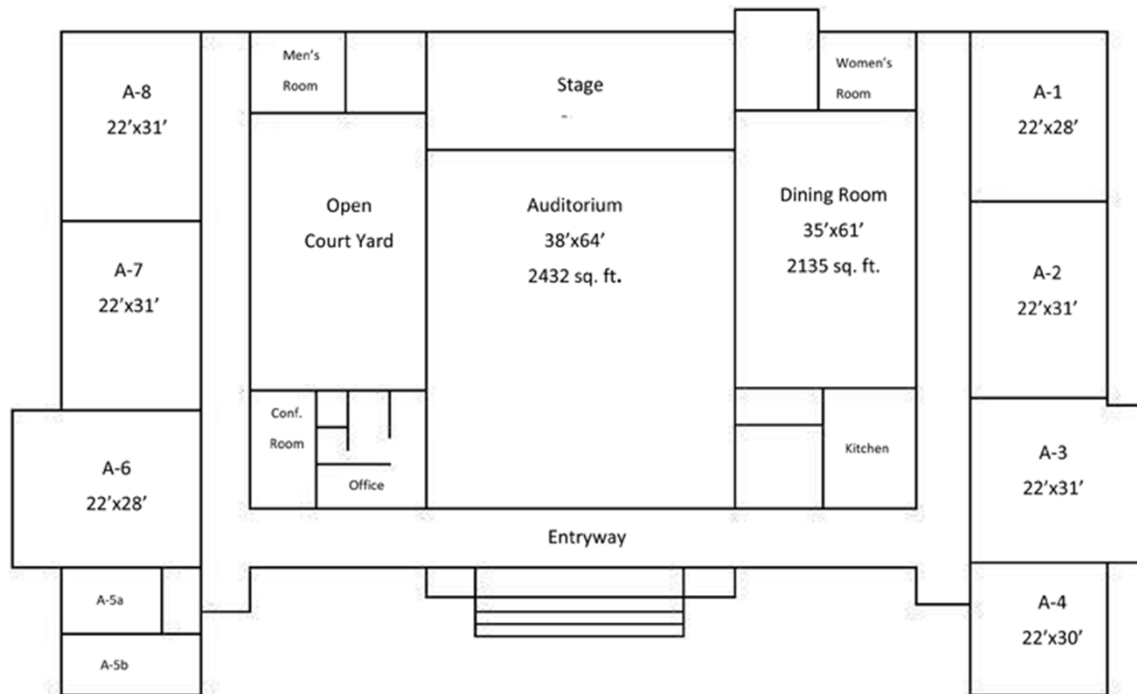 Men's
Room
Stage
Women's
Room
A-8
22'x31'
A-1
22'x28'
Open
Court Yard
Auditorium
38'x64'
2432 sq. ft.
Dining Room
35'x61'
2135 sq. ft.
A-7
22'x31'
A-2
22'x31'
Conf.
Room
Office
Kitchen
A-6
22'x28'
A-3
22'x31'
Entryway
A-5a
A-5b
A-4
22'x30'